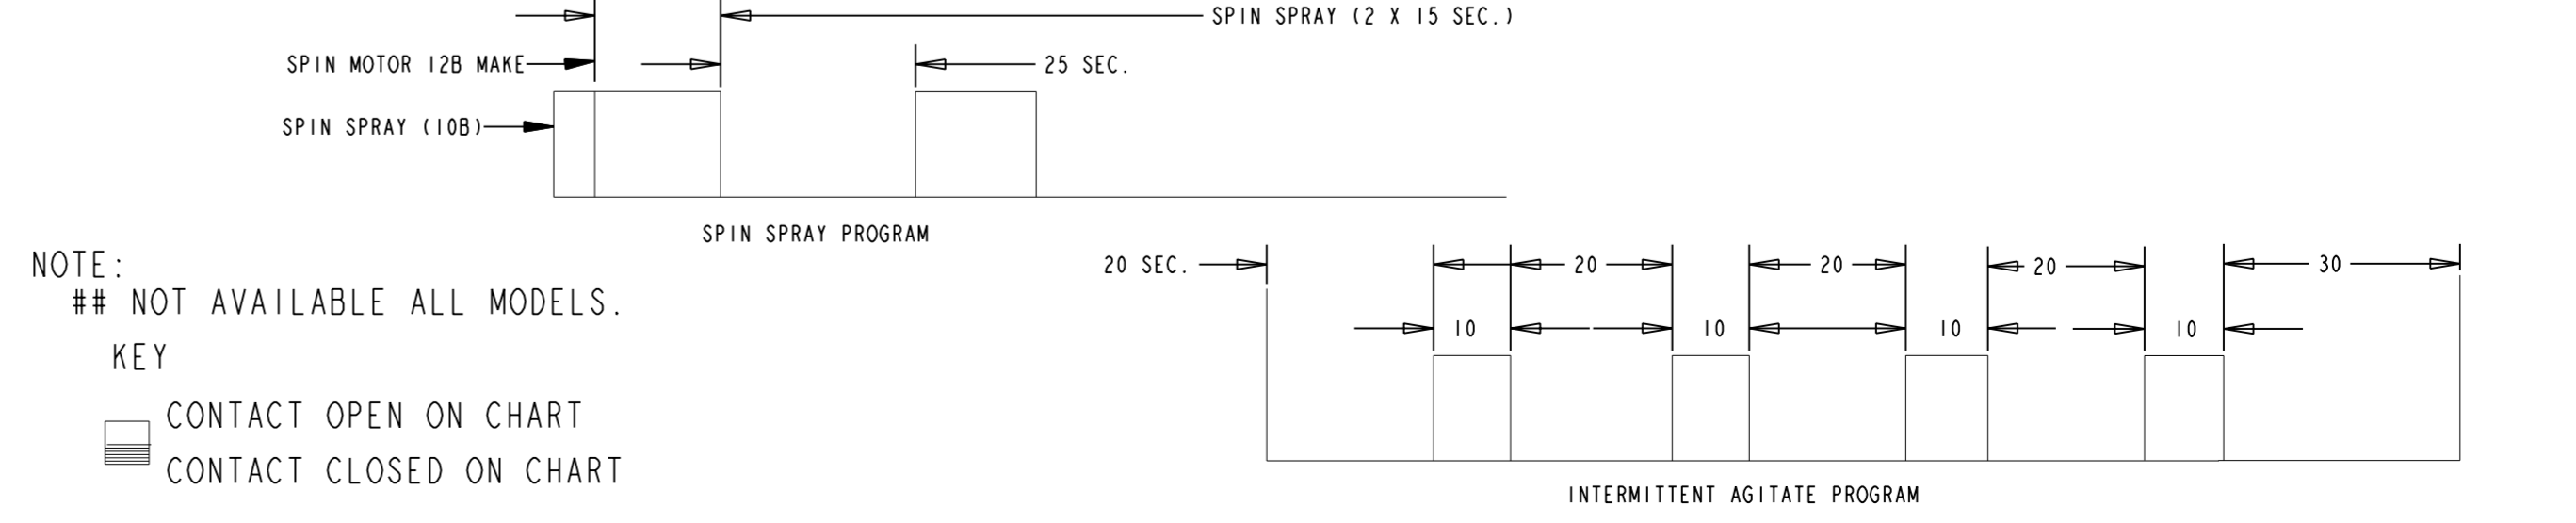 SPIN SPRAY (2 X 15 SEC.)
SPIN MOTOR 12B MAKE
25 SEC.
SPIN SPRAY (10B)
SPIN SPRAY PROGRAM
NOTE:
## NOT AVAILABLE ALL MODELS.
KEY
CONTACT OPEN ON CHART
CONTACT CLOSED ON CHART
20 SEC.
20
20
20
30
10
10
10
10
INTERMITTENT AGITATE PROGRAM